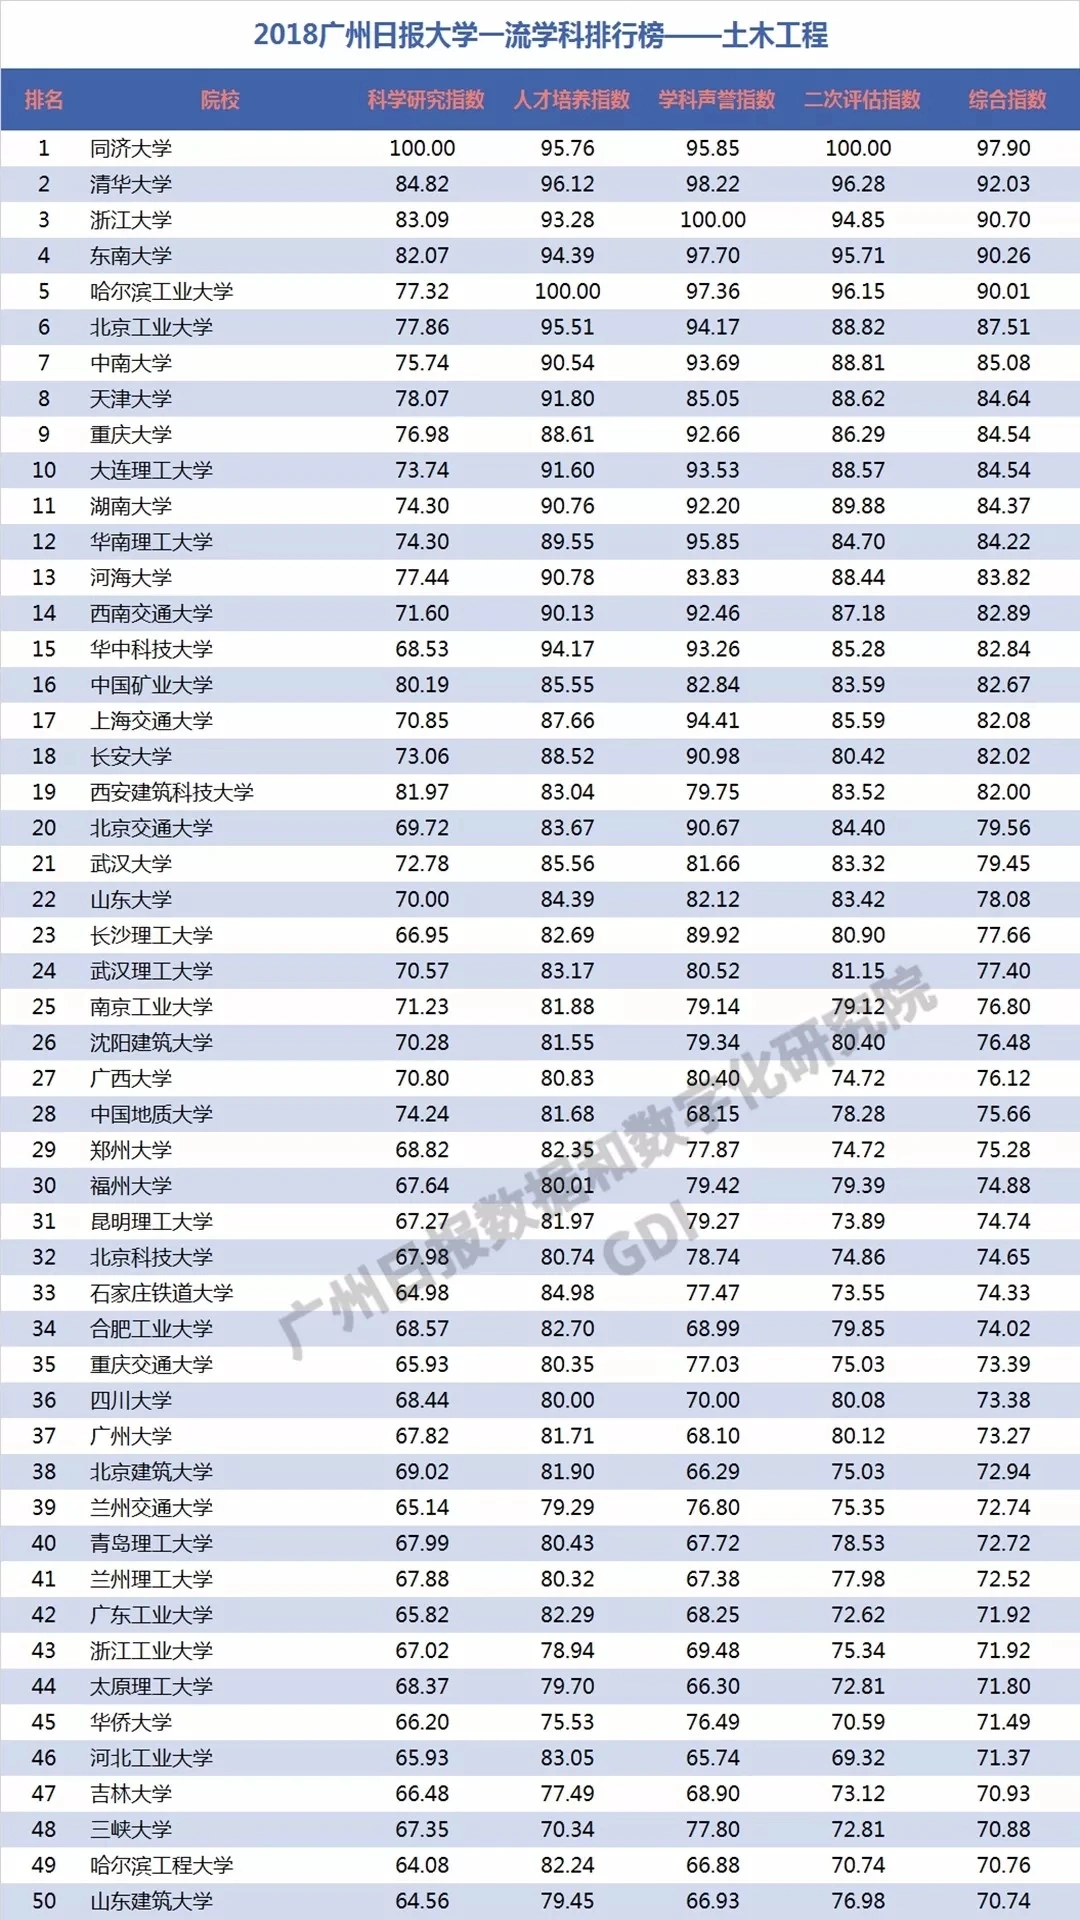 2018广州日报大学一流学科排行榜——土木工程
排名 院校 科学研究指数 人才培养指数 学科声誉指数 二次评估指数 综合指数
1 同济大学 100.00 95.76 95.85 100.00 97.90
2 清华大学 84.82 96.12 98.22 96.28 92.03
3 浙江大学 83.09 93.28 100.00 94.85 90.70
4 东南大学 82.07 94.39 97.70 95.71 90.26
5 哈尔滨工业大学 77.32 100.00 97.36 96.15 90.01
6 北京工业大学 77.86 95.51 94.17 88.82 87.51
7 中南大学 75.74 90.54 93.69 88.81 85.08
8 天津大学 78.07 91.80 85.05 88.62 84.64
9 重庆大学 76.98 88.61 92.66 86.29 84.54
10 大连理工大学 73.74 91.60 93.53 88.57 84.54
11 湖南大学 74.30 90.76 92.20 89.88 84.37
12 华南理工大学 74.30 89.55 95.85 84.70 84.22
13 河海大学 77.44 90.78 83.83 88.44 83.82
14 西南交通大学 71.60 90.13 92.46 87.18 82.89
15 华中科技大学 68.53 94.17 93.26 85.28 82.84
16 中国矿业大学 80.19 85.55 82.84 83.59 82.67
17 上海交通大学 70.85 87.66 94.41 85.59 82.08
18 长安大学 73.06 88.52 90.98 80.42 82.02
19 西安建筑科技大学 81.97 83.04 79.75 83.52 82.00
20 北京交通大学 69.72 83.67 90.67 84.40 79.56
21 武汉大学 72.78 85.56 81.66 83.32 79.45
22 山东大学 70.00 84.39 82.12 83.42 78.08
23 长沙理工大学 66.95 82.69 89.92 80.90 77.66
24 武汉理工大学 70.57 83.17 80.52 81.15 77.40
25 南京工业大学 71.23 81.88 79.14 79.12 76.80
26 沈阳建筑大学 70.28 81.55 79.34 80.40 76.48
27 广西大学 70.80 80.83 80.40 74.72 76.12
28 中国地质大学 74.24 81.68 68.15 78.28 75.66
29 郑州大学 68.82 82.35 77.87 74.72 75.28
30 福州大学 67.64 80.01 79.42 79.39 74.88
31 昆明理工大学 67.27 81.97 79.27 73.89 74.74
32 北京科技大学 67.98 80.74 78.74 74.86 74.65
33 石家庄铁道大学 64.98 84.98 77.47 73.55 74.33
34 合肥工业大学 68.57 82.70 68.99 79.85 74.02
35 重庆交通大学 65.93 80.35 77.03 75.03 73.39
36 四川大学 68.44 80.00 70.00 80.08 73.38
37 广州大学 67.82 81.71 68.10 80.12 73.27
38 北京建筑大学 69.02 81.90 66.29 75.03 72.94
39 兰州交通大学 65.14 79.29 76.80 75.35 72.74
40 青岛理工大学 67.99 80.43 67.72 78.53 72.72
41 兰州理工大学 67.88 80.32 67.38 77.98 72.52
42 广东工业大学 65.82 82.29 68.25 72.62 71.92
43 浙江工业大学 67.02 78.94 69.48 75.34 71.92
44 太原理工大学 68.37 79.70 66.30 72.81 71.80
45 华侨大学 66.20 75.53 76.49 70.59 71.49
46 河北工业大学 65.93 83.05 65.74 69.32 71.37
47 吉林大学 66.48 77.49 68.90 73.12 70.93
48 三峡大学 67.35 70.34 77.80 72.81 70.88
49 哈尔滨工程大学 64.08 82.24 66.88 70.74 70.76
50 山东建筑大学 64.56 79.45 66.93 76.98 70.74
广州日报数据和数字化研究院
GDI